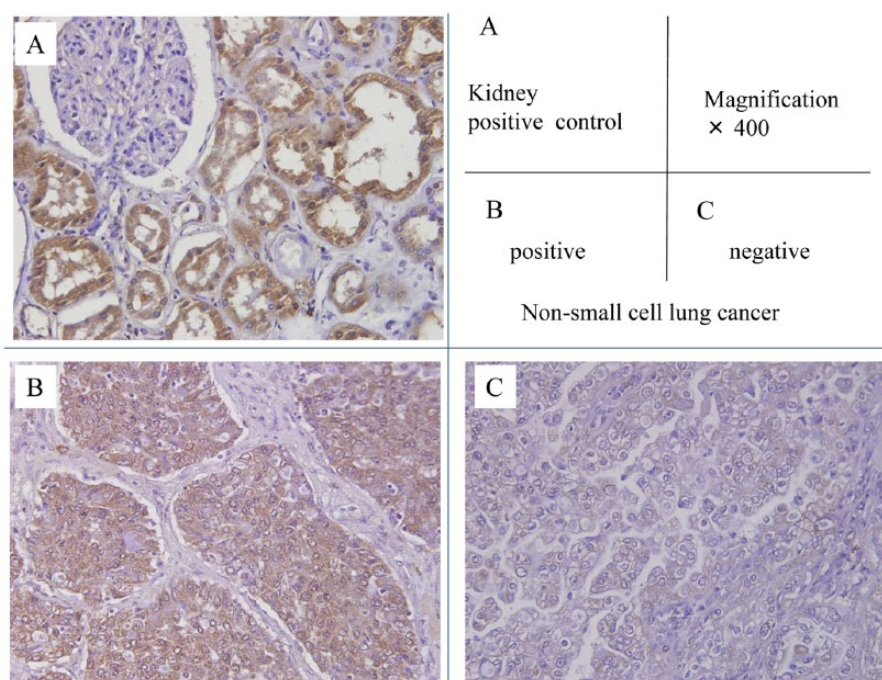 A
A
Kidney
positive control
Magnification
× 400
B
positive
C
negative
Non-small cell lung cancer
B
C